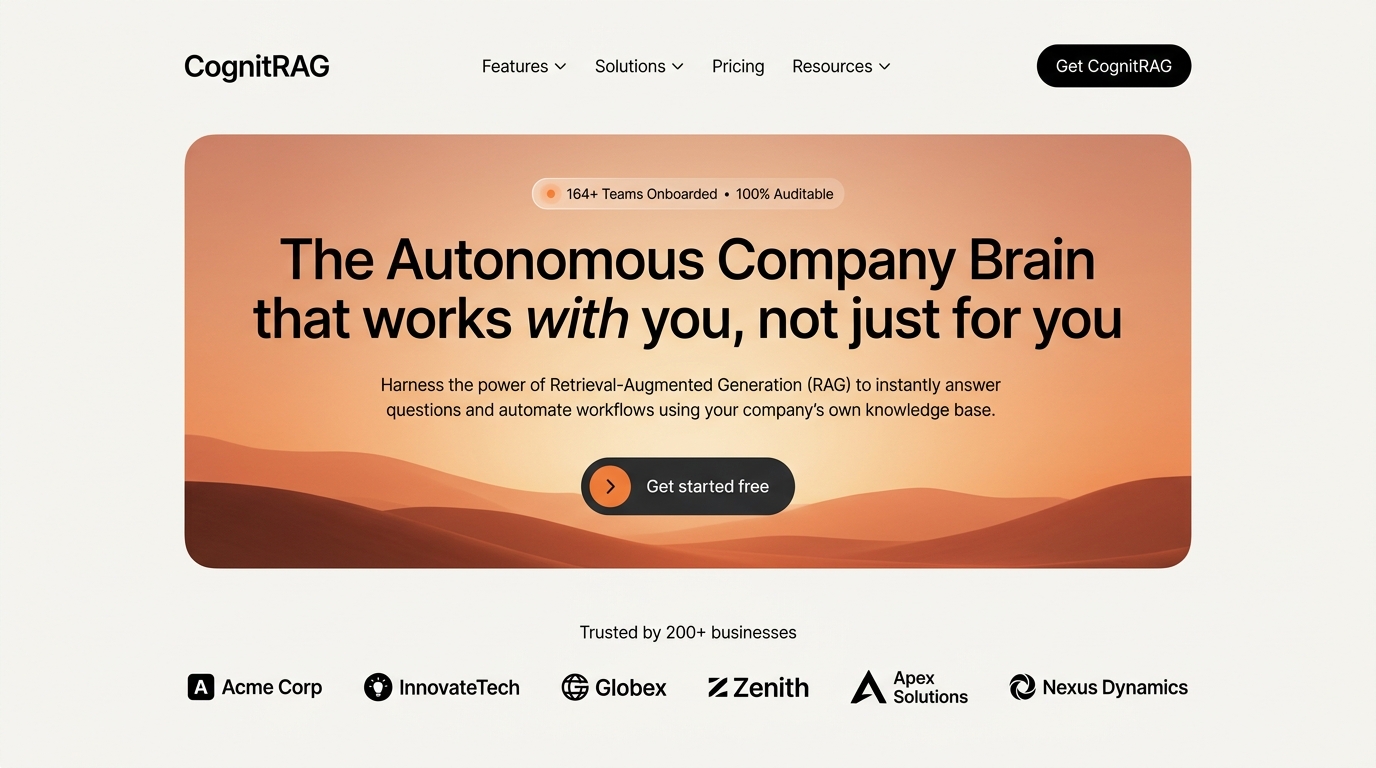 CognitRAG
Features
Solutions
Pricing
Resources
Get CognitRAG
164+ Teams Onboarded • 100% Auditable
The Autonomous Company Brain
that works with you, not just for you
Harness the power of Retrieval-Augmented Generation (RAG) to instantly answer
questions and automate workflows using your company’s own knowledge base.
Get started free
Trusted by 200+ businesses
A Acme Corp
InnovateTech
Globex
Zenith
Apex
Solutions
Nexus Dynamics